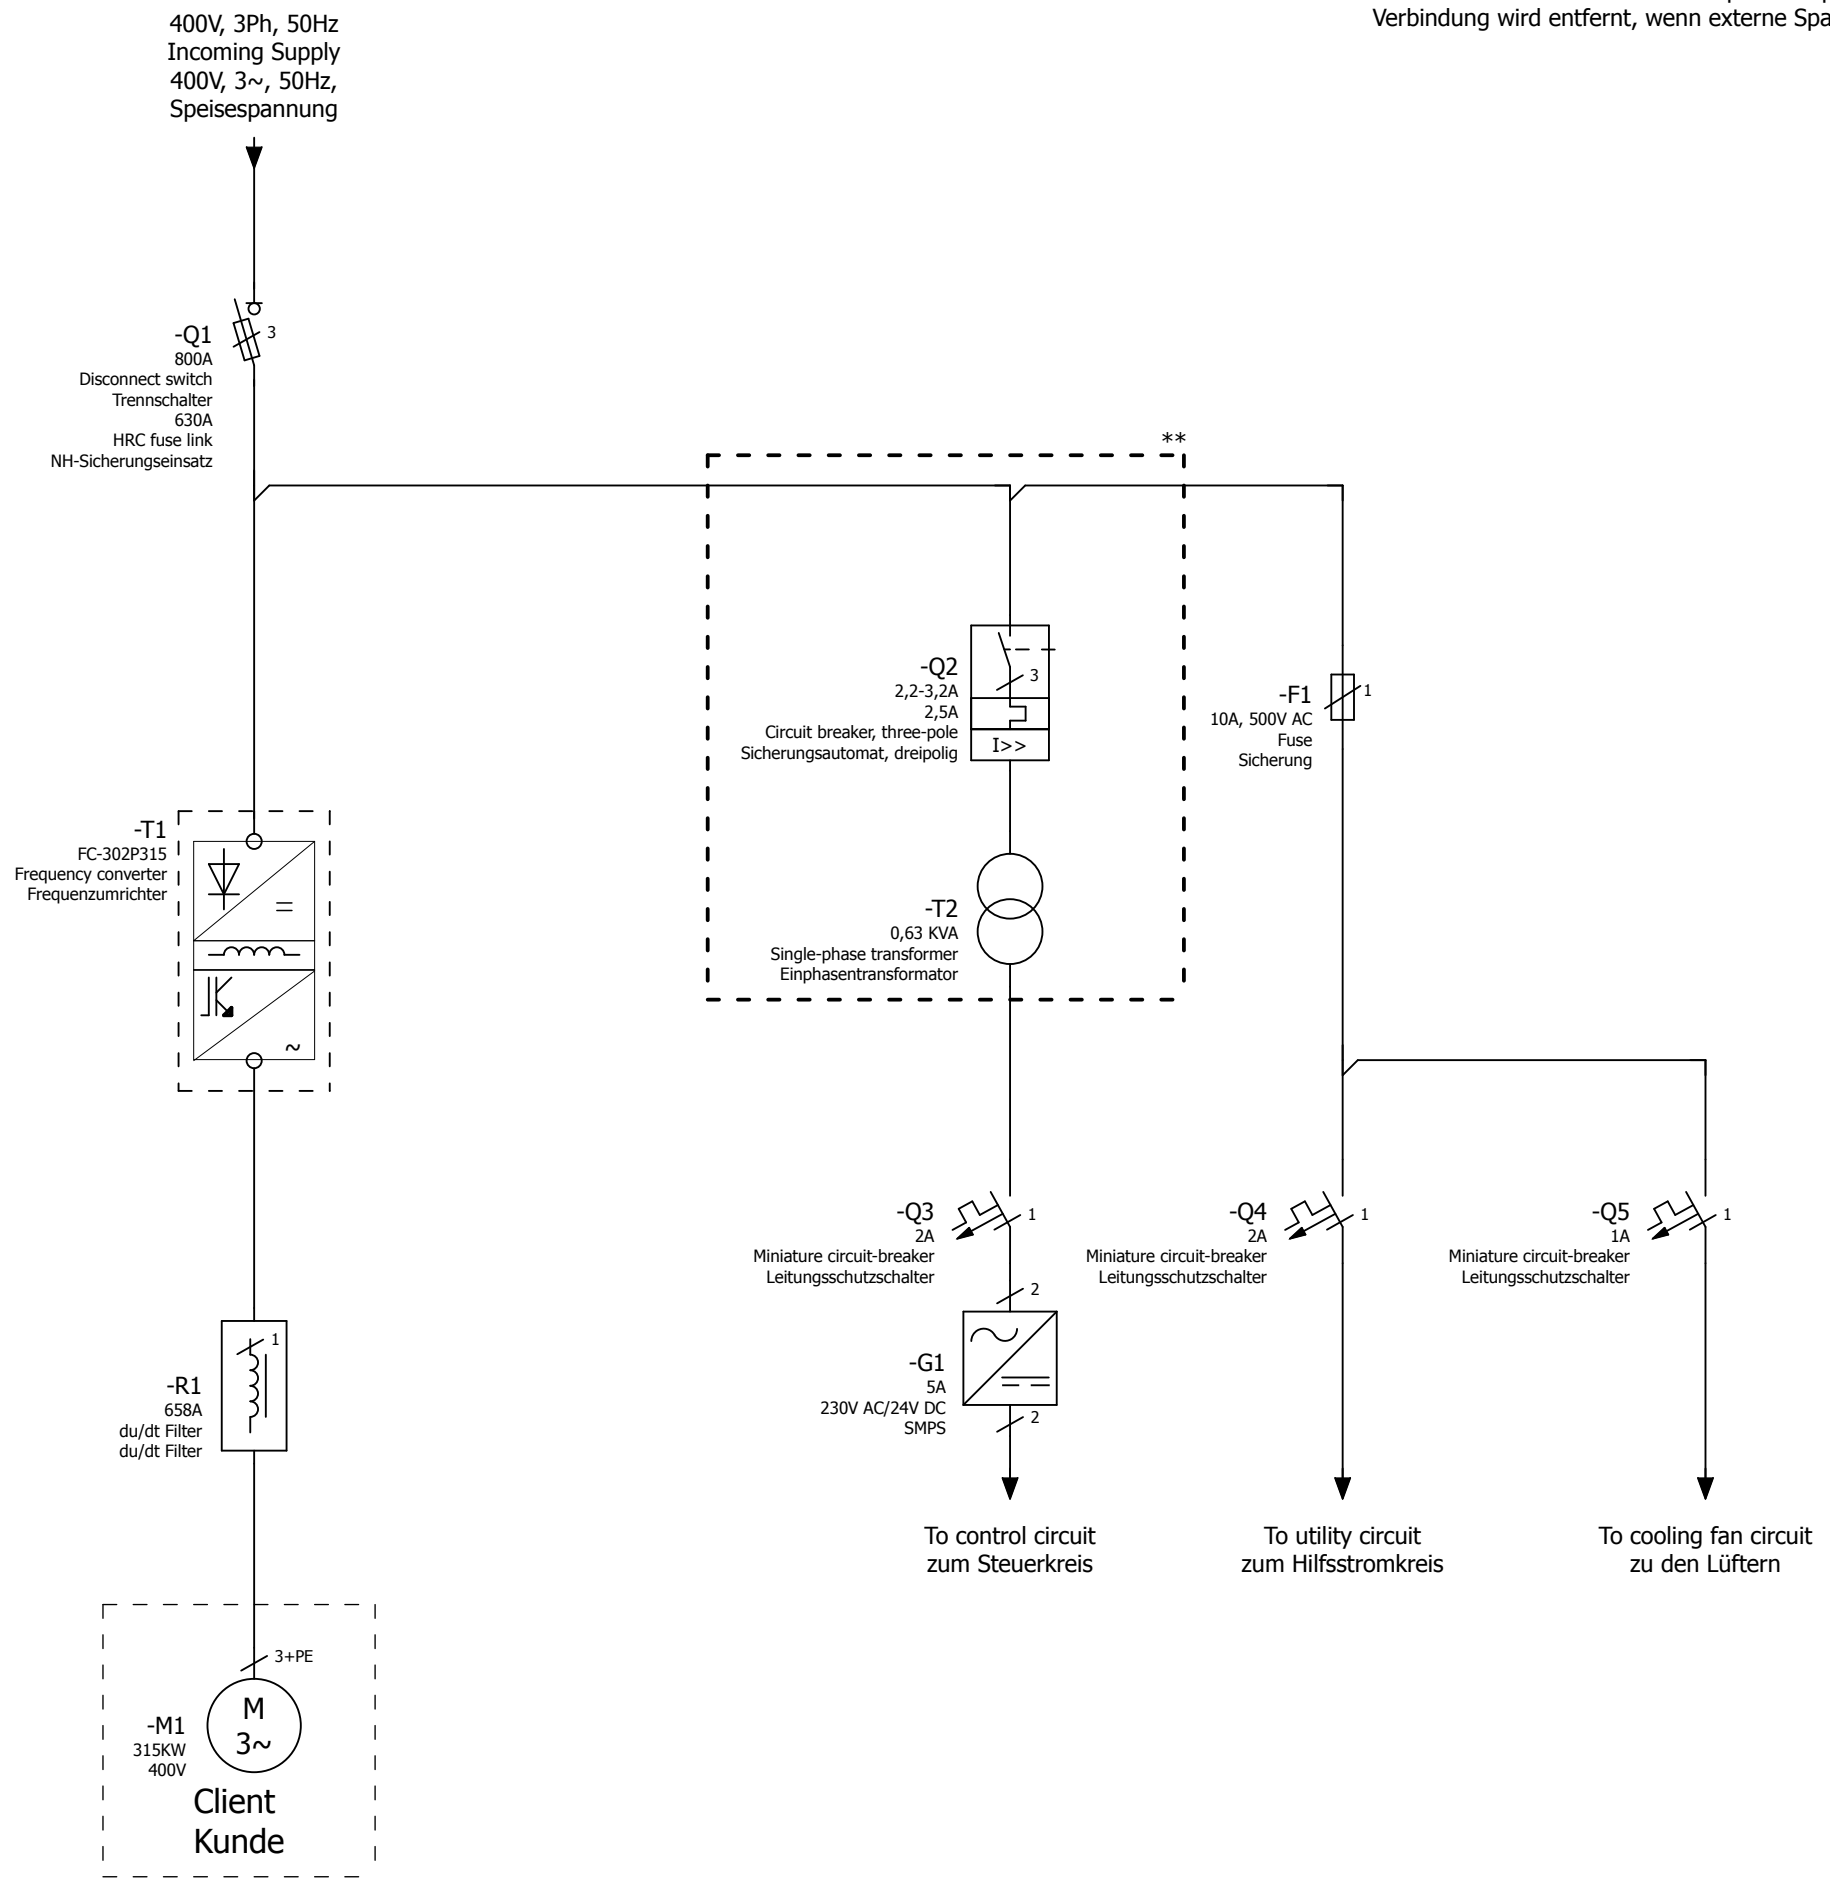 Verbindung wird entfernt, wenn externe
400V, 3Ph, 50Hz
Incoming Supply
400V, 3~, 50Hz,
Speisespannung
-Q1
3
800A
Disconnect switch
Trennschalter
630A
HRC fuse link
NH-Sicherungseinsatz
**
-Q2
3
2,2-3,2A
2,5A
Circuit breaker, three-pole
Sicherungsautomat, dreipolig
I>>
-F1
1
10A, 500V AC
Fuse
Sicherung
-T1
FC-302P315
Frequency converter
Frequenzumrichter
=
~
-T2
0,63 KVA
Single-phase transformer
Einphasentransformator
-Q3
1
2A
Miniature circuit-breaker
Leitungsschutzschalter
2
-Q4
1
2A
Miniature circuit-breaker
Leitungsschutzschalter
-Q5
1
1A
Miniature circuit-breaker
Leitungsschutzschalter
-G1
5A
230V AC/24V DC
SMPS
2
-R1
1
658A
du/dt Filter
du/dt Filter
To control circuit
zum Steuerkreis
To utility circuit
zum Hilfsstromkreis
To cooling fan circuit
zu den Lüftern
3+PE
M
3~
-M1
315KW
400V
Client
Kunde